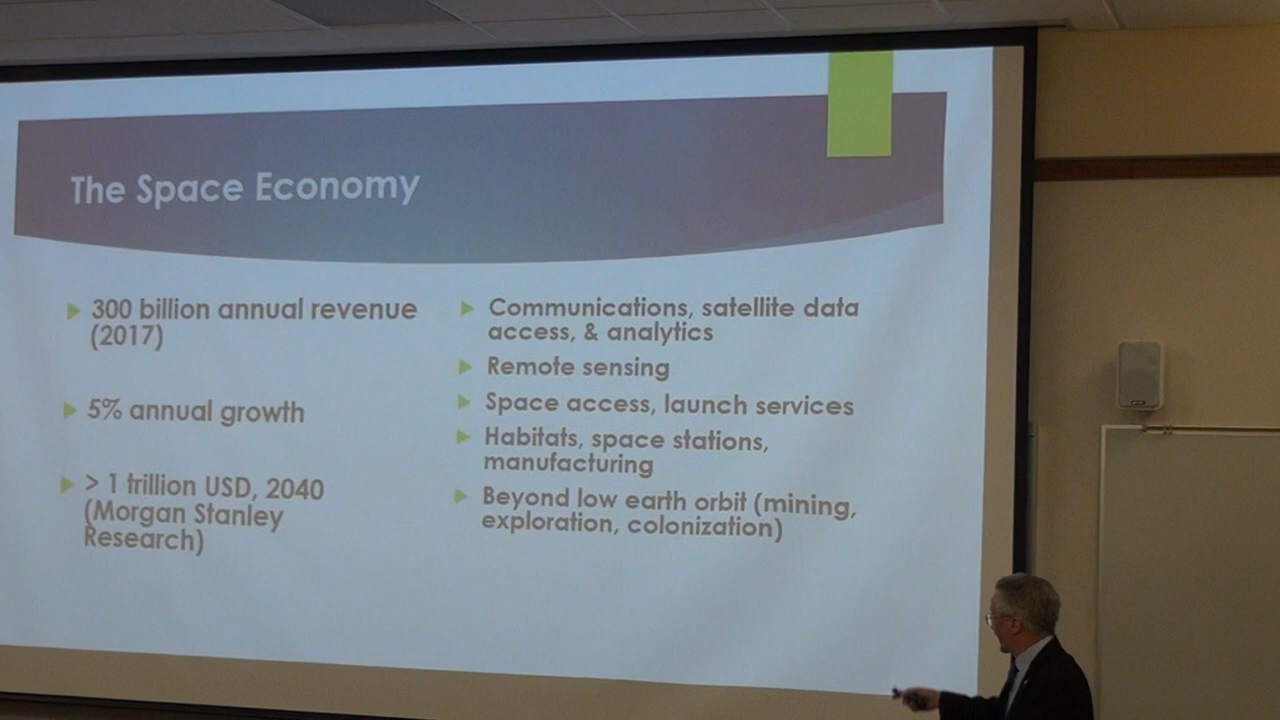 The Space Economy
300 billion annual revenue
(2017)
5% annual growth
> 1 trillion USD, 2040
(Morgan Stanley
Research)
Communications, satellite data
access, & analytics
Remote sensing
Space access, launch services
Habitats, space stations,
manufacturing
Beyond low earth orbit (mining,
exploration, colonization)